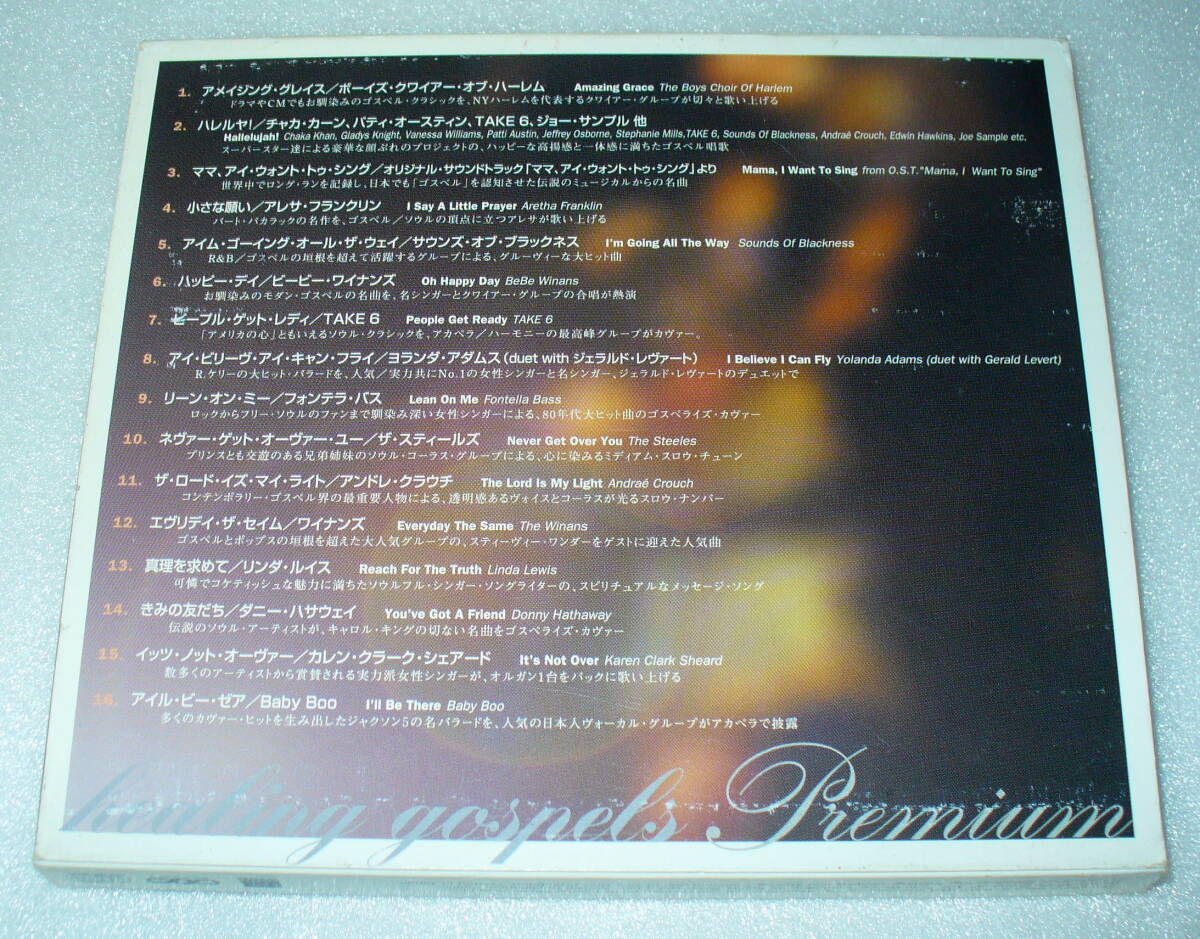 1. アメイジング・グレイス／ボーイズ・クワイアー・オブ・ハーレム Amazing Grace The Boys Choir Of Harlem
ドラマやCMでもお馴染みのゴスペル・クラシックを、NYハーレムを代表するクワイアー・グループが切々と歌い上げる
2. ハレルヤ！／チャカ・カーン、パティ・オースティン、TAKE 6、ジョー・サンプル 他
Hallelujah! Chaka Khan, Gladys Knight, Vanessa Williams, Patti Austin, Jeffrey Osborne, Stephanie Mills,TAKE 6, Sounds Of Blackness, Andraé Crouch, Edwin Hawkins, Joe Sample etc.
スーパースター達による豪華な顔ぶれのプロジェクトの、ハッピーな高揚感と一体感に満ちたゴスペル唱歌
3. ママ、アイ・ウォント・トゥ・シング／オリジナル・サウンドトラック「ママ、アイ・ウォント・トゥ・シング」より Mama, I Want To Sing from O.S.T."Mama, I Want To Sing"
世界中でロング・ランを記録し、日本でも「ゴスペル」を認知させた伝説のミュージカルからの名曲
4. 小さな願い／アレサ・フランクリン I Say A Little Prayer Aretha Franklin
バート・バカラックの名作を、ゴスペル／ソウルの頂点に立つアレサが歌い上げる
5. アイム・ゴーイング・オール・ザ・ウェイ／サウンズ・オブ・ブラックネス I'm Going All The Way Sounds Of Blackness
R&B／ゴスペルの垣根を超えて活躍するグループによる、グルーヴィーな大ヒット曲
6. ハッピー・デイ／ビービー・ワイナンズ Oh Happy Day BeBe Winans
お馴染みのモダン・ゴスペルの名曲を、名シンガーとクワイアー・グループの合唱が熱演
7. ピープル・ゲット・レディ／TAKE 6 People Get Ready TAKE 6
「アメリカの心」ともいえるソウル・クラシックを、アカペラ／ハーモニーの最高峰グループがカヴァー。
8. アイ・ビリーヴ・アイ・キャン・フライ／ヨランダ・アダムス（duet with ジェラルド・レヴァート） I Believe I Can Fly Yolanda Adams (duet with Gerald Levert)
R.ケリーの大ヒット・バラードを、人気／実力共にNo.1の女性シンガーと名シンガー、ジェラルド・レヴァートのデュエットで
9. リーン・オン・ミー／フォンテラ・バス Lean On Me Fontella Bass
ロックからフリー・ソウルのファンまで馴染み深い女性シンガーによる、80年代大ヒット曲のゴスペライズ・カヴァー
10. ネヴァー・ゲット・オーヴァー・ユー／ザ・スティールズ Never Get Over You The Steeles
プリンスとも交遊のある兄弟姉妹のソウル・コーラス・グループによる、心に染みるミディアム・スロウ・チューン
11. ザ・ロード・イズ・マイ・ライト／アンドレ・クラウチ The Lord Is My Light Andraé Crouch
コンテンポラリー・ゴスペル界の最重要人物による、透明感あるヴォイスとコーラスが光るスロウ・ナンバー
12. エヴリデイ・ザ・セイム／ワイナンズ Everyday The Same The Winans
ゴスペルとポップスの垣根を超えた大人気グループの、スティーヴィー・ワンダーをゲストに迎えた人気曲
13. 真理を求めて／リンダ・ルイス Reach For The Truth Linda Lewis
可憐でコケティッシュな魅力に満ちたソウルフル・シンガー・ソングライターの、スピリチュアルなメッセージ・ソング
14. きみの友だち／ダニー・ハサウェイ You've Got A Friend Donny Hathaway
伝説のソウル・アーティストが、キャロル・キングの切ない名曲をゴスペライズ・カヴァー
15. イッツ・ノット・オーヴァー／カレン・クラーク・シェアード It's Not Over Karen Clark Sheard
数多くのアーティストから賞賛される実力派女性シンガーが、オルガン1台をバックに歌い上げる
16. アイル・ビー・ゼア／Baby Boo I'll Be There Baby Boo
多くのカヴァー・ヒットを生み出したジャクソン5の名バラードを、人気の日本人ヴォーカル・グループがアカペラで披露
healing gospels Premium